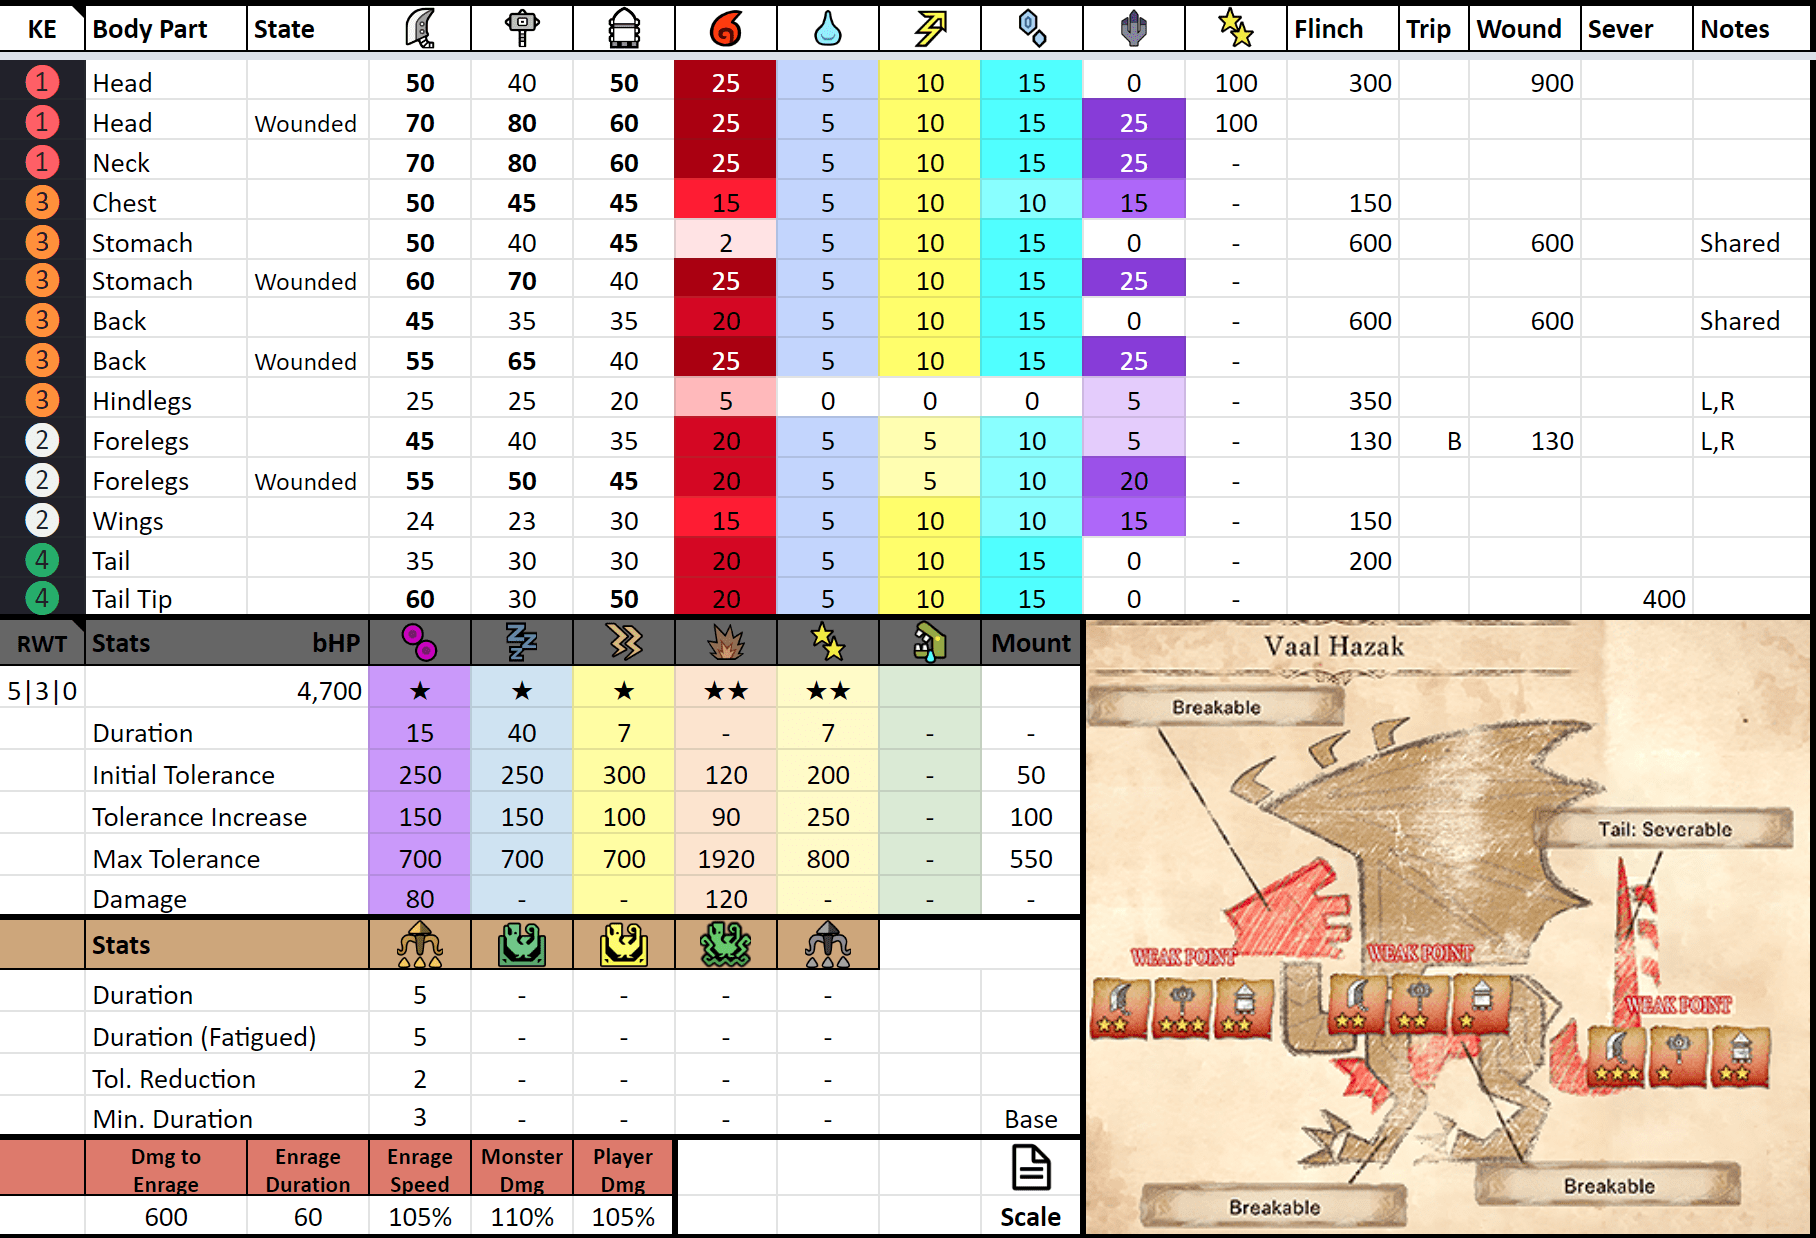 KE Body Part State Flinch Trip Wound Sever Notes
1 Head 50 40 50 25 5 10 15 0 100 300 900
1 Head Wounded 70 80 60 25 5 10 15 25 100
1 Neck 70 80 60 25 5 10 15 25 -
3 Chest 50 45 45 15 5 10 10 15 - 150
3 Stomach 50 40 45 2 5 10 15 0 - 600 600 Shared
3 Stomach Wounded 60 70 40 25 5 10 15 25 -
3 Back 45 35 35 20 5 10 15 0 - 600 600 Shared
3 Back Wounded 55 65 40 25 5 10 15 25 -
3 Hindlegs 25 25 20 5 0 0 0 5 - 350 L,R
2 Forelegs 45 40 35 20 5 5 10 5 - 130 B 130 L,R
2 Forelegs Wounded 55 50 45 20 5 5 10 20 -
2 Wings 24 23 30 15 5 10 10 15 - 150
4 Tail 35 30 30 20 5 10 15 0 - 200
4 Tail Tip 60 30 50 20 5 10 15 0 - 400
RWT Stats bHP Mount
5|3|0 4,700 ★ ★ ★ ★★ ★★
Duration 15 40 7 - 7 - -
Initial Tolerance 250 250 300 120 200 - 50
Tolerance Increase 150 150 100 90 250 - 100
Max Tolerance 700 700 700 1920 800 - 550
Damage 80 - - 120 - - -
Stats
Duration 5 - - - -
Duration (Fatigued) 5 - - - -
Tol. Reduction 2 - - - -
Min. Duration 3 - - - - Base
Dmg to Enrage Enrage Duration Enrage Speed Monster Dmg Player Dmg
600 60 105% 110% 105% Scale
Vaal Hazak
Breakable
Tail: Severable
WEAK POINT
WEAK POINT
WEAK POINT
Breakable
Breakable